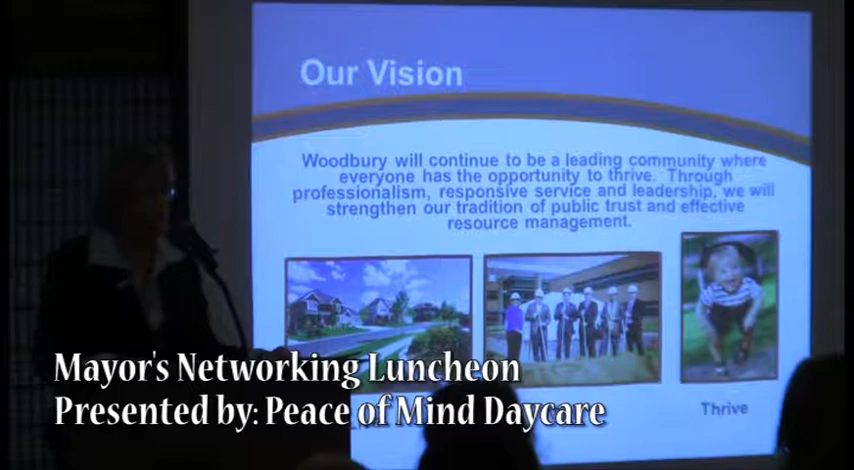 Our Vision
Woodbury will continue to be a leading community where
everyone has the opportunity to thrive. Through
professionalism, responsive service and leadership, we will
strengthen our tradition of public trust and effective
resource management.
Thrive
Mayor's Networking Luncheon
Presented by: Peace of Mind Daycare